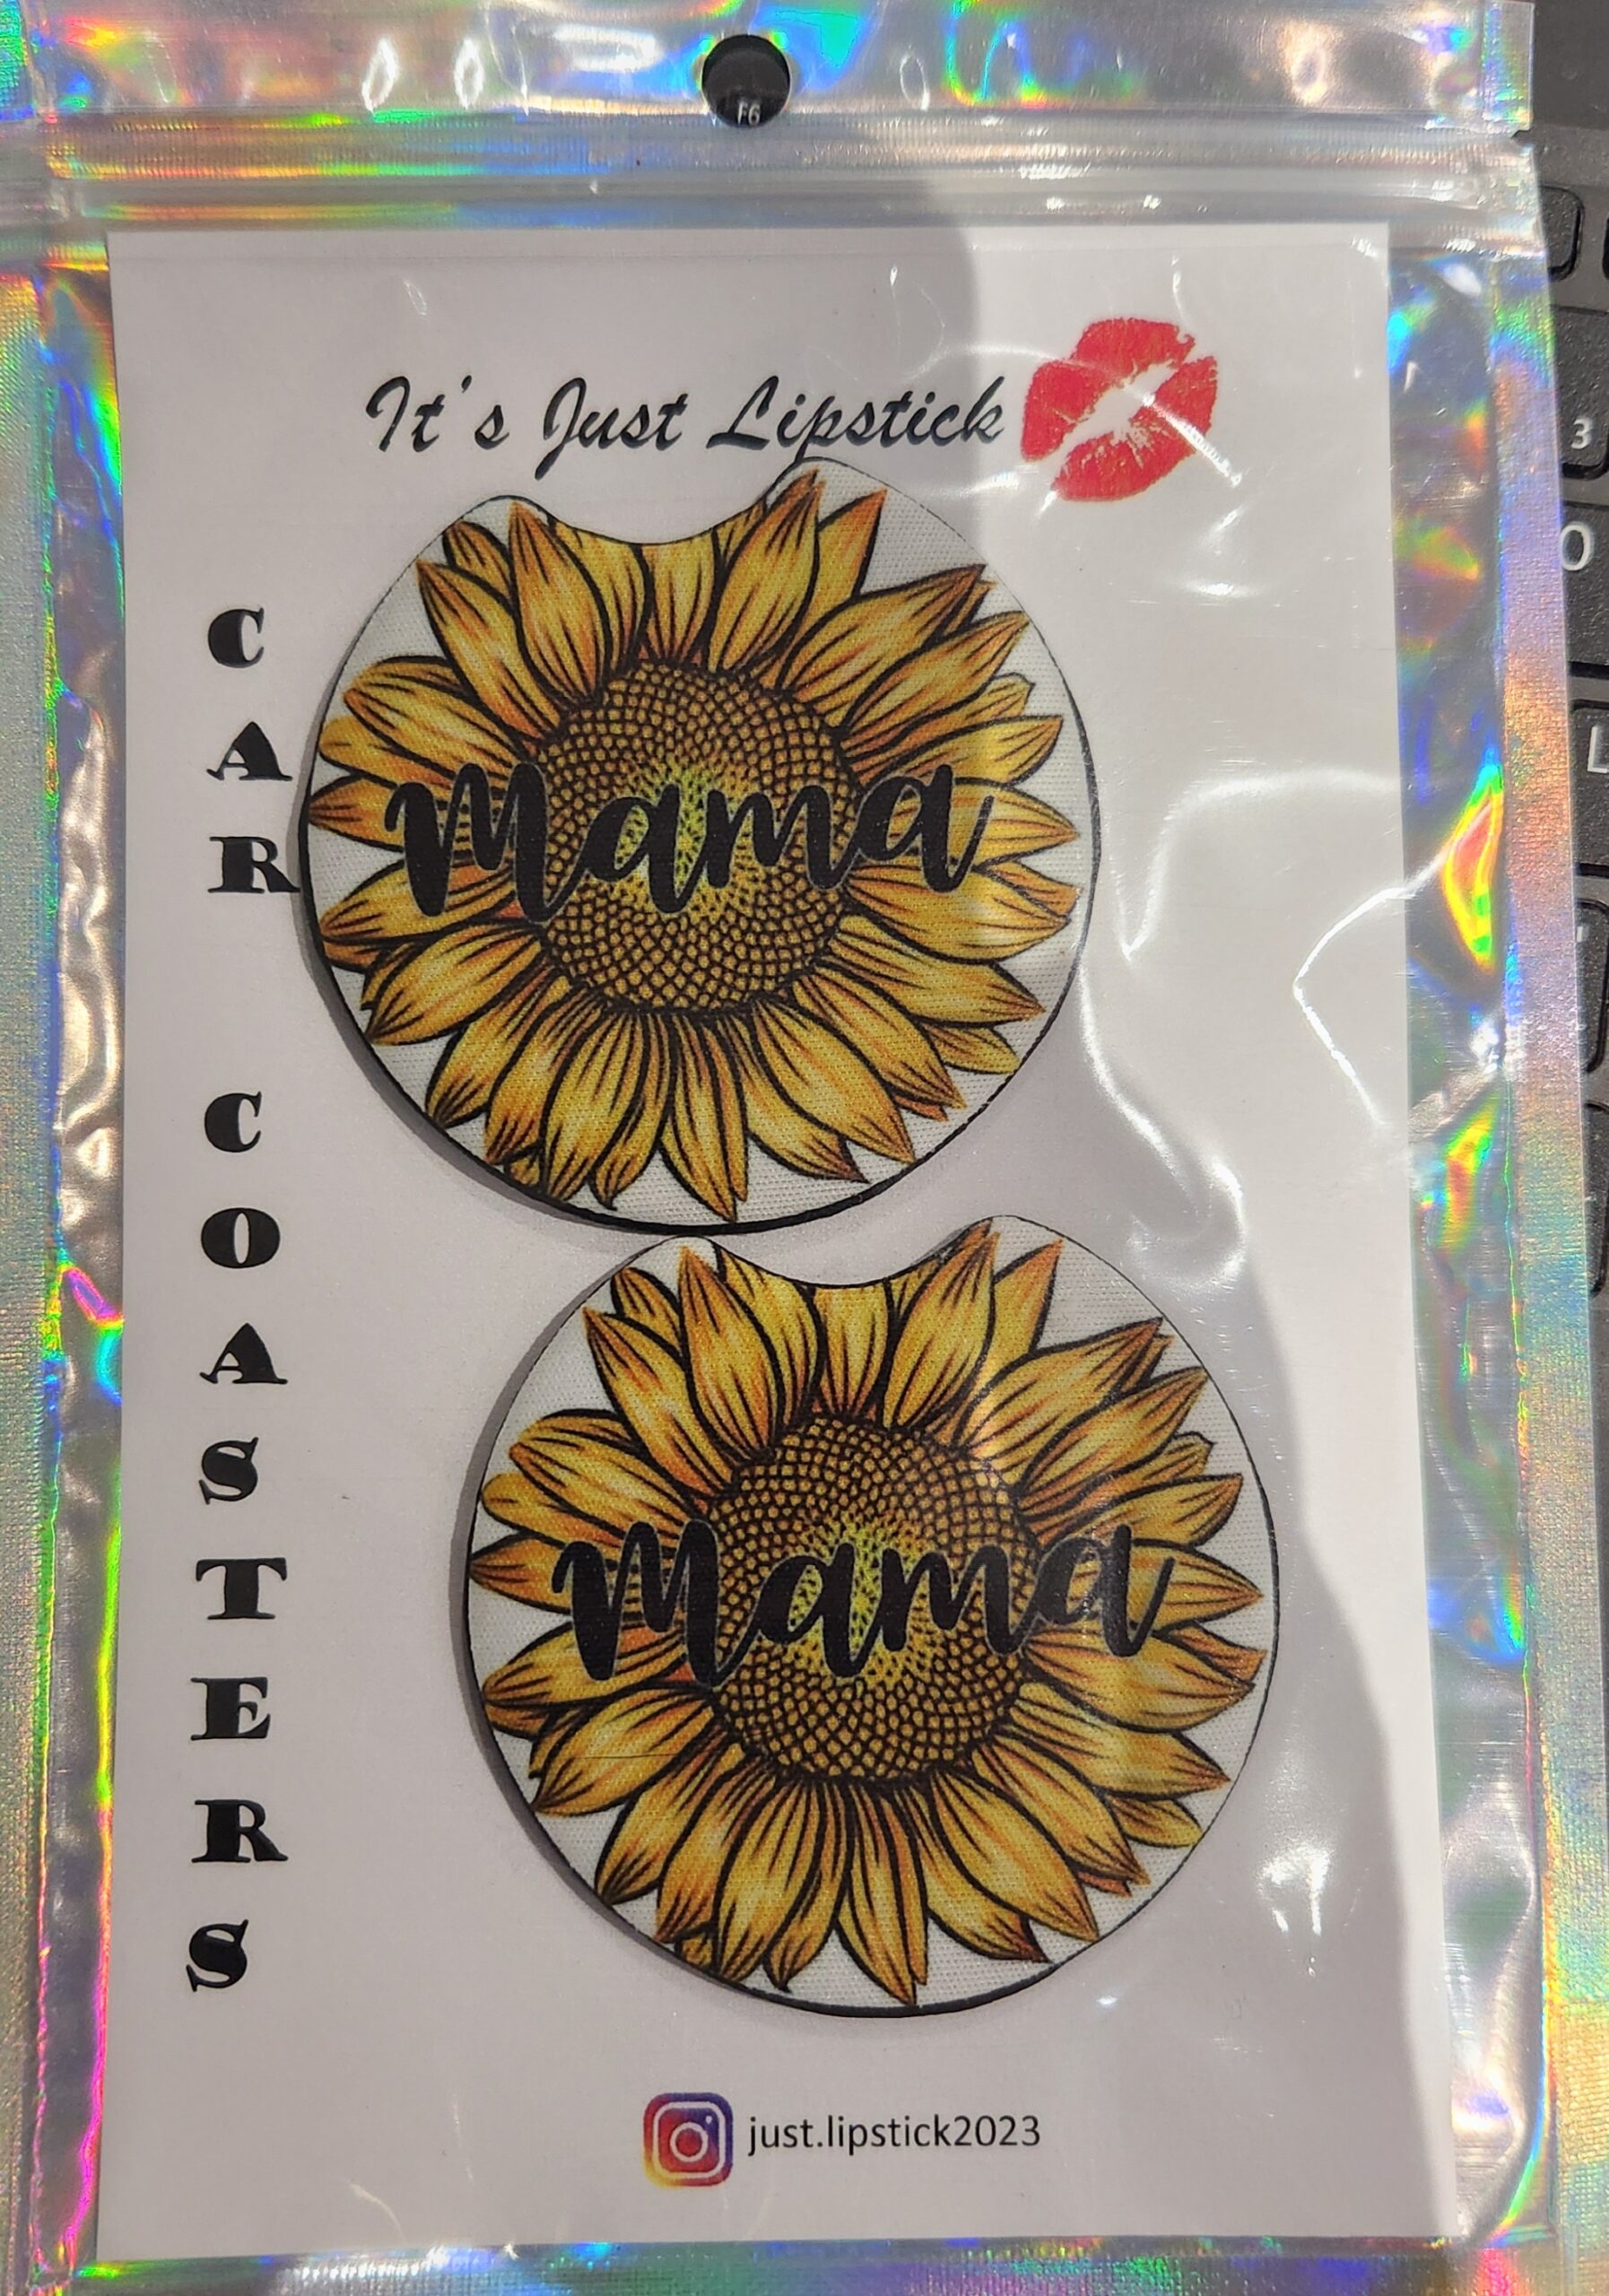 F6
It's Just Lipstick
CAR COASTERS
Mama
Mama
just.lipstick2023
3
O
L